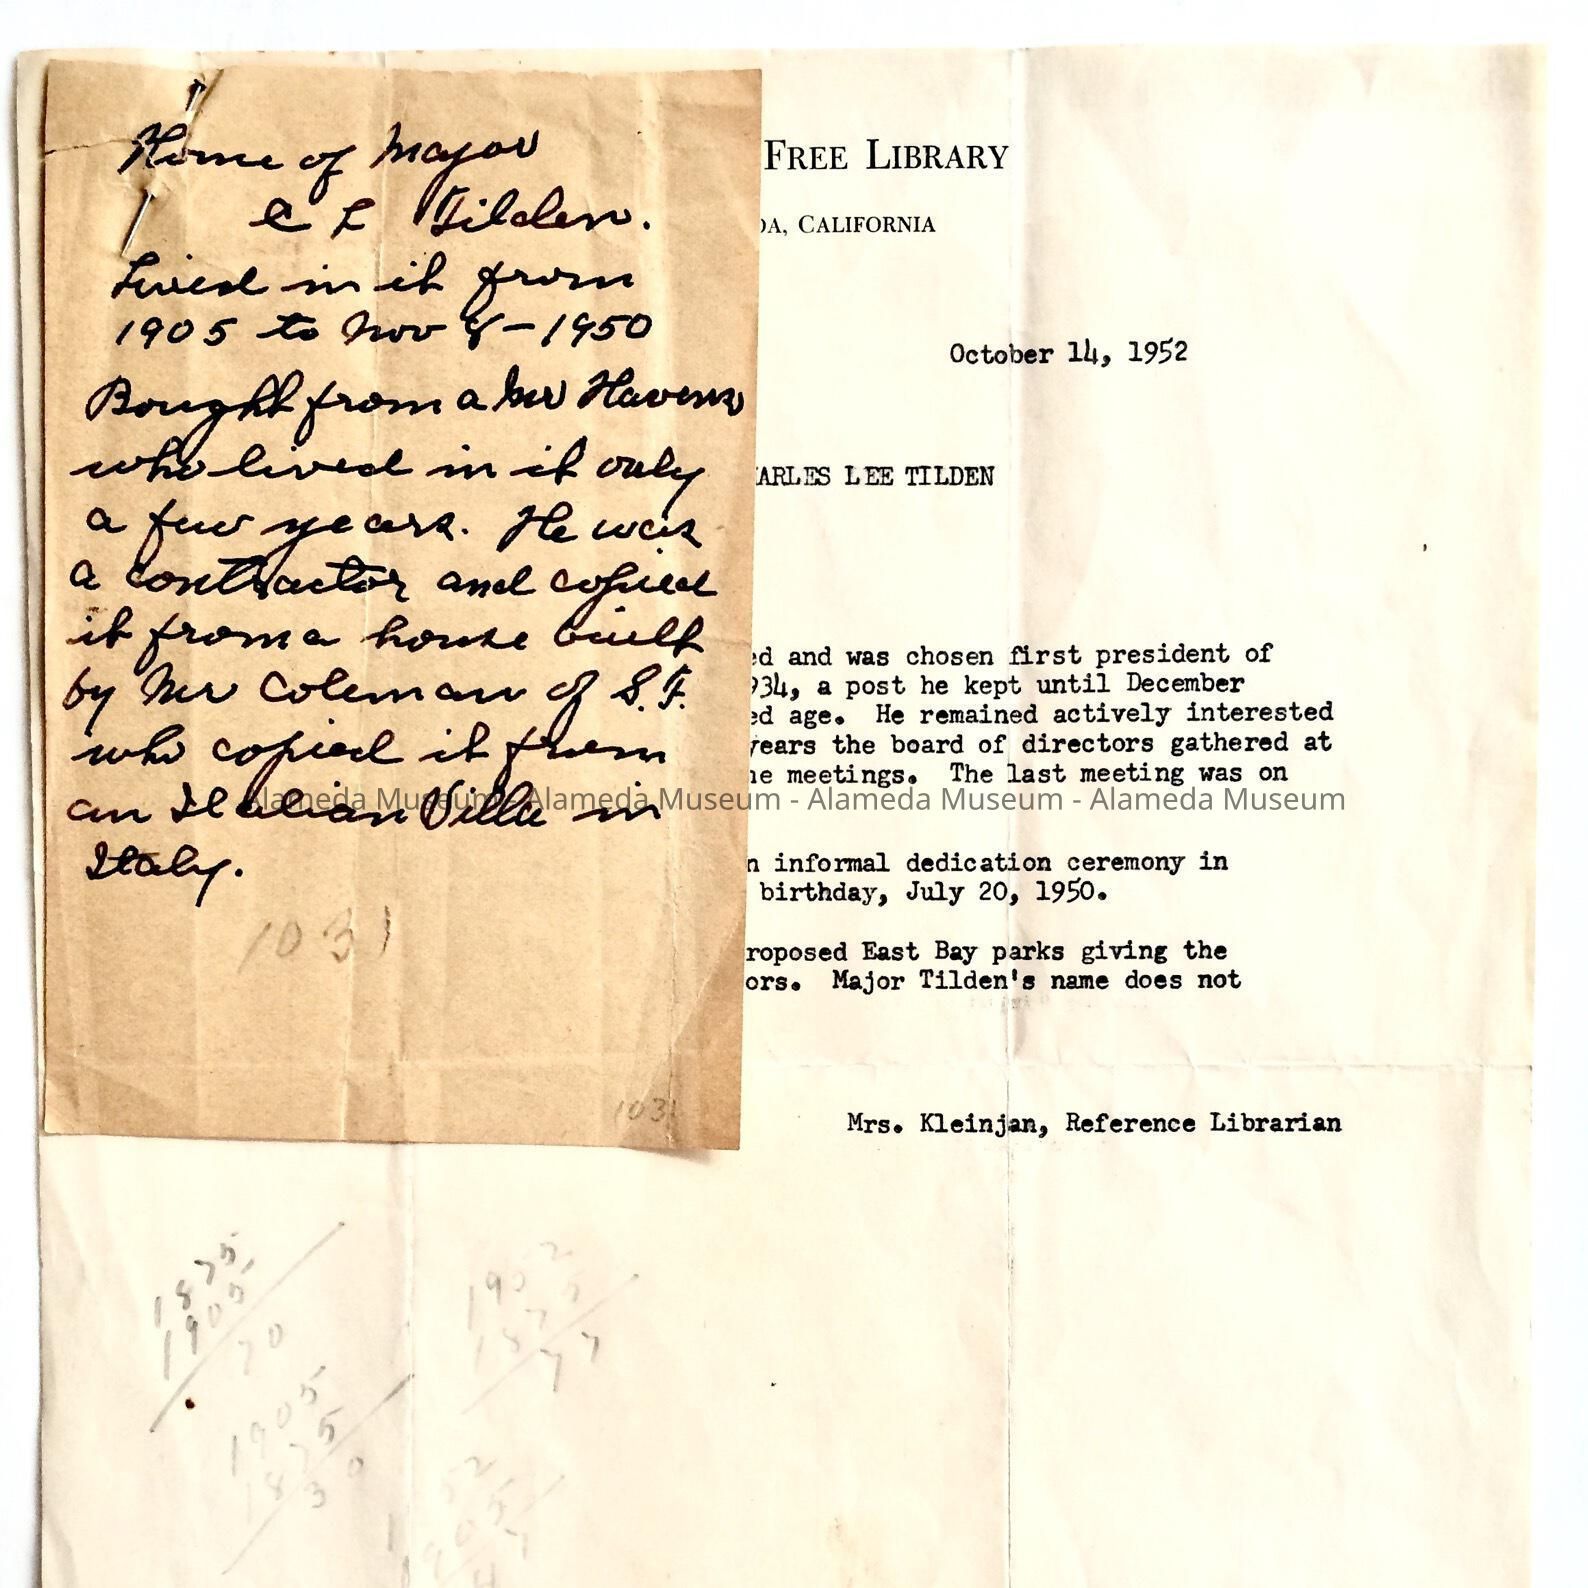 Home of Major
C L Tilden.
Lived in it from
1905 to Nov 8-1950
Bought from a Mr Havens
who lived in it only
a few years. He was
a contractor and copied
it from a house built
by Mr Coleman of S.F.
who copied it from
an Italian Villa in
Italy.
1031
1031
FREE LIBRARY
DA, CALIFORNIA
October 14, 1952
ARLES LEE TILDEN
ed and was chosen first president of
934, a post he kept until December
ed age. He remained actively interested
years the board of directors gathered at
he meetings. The last meeting was on
n informal dedication ceremony in
birthday, July 20, 1950.
roposed East Bay parks giving the
ors. Major Tilden's name does not
Mrs. Kleinjan, Reference Librarian
Alameda Museum - Alameda Museum - Alameda Museum - Alameda Museum
1875
1905
70
1952
1875
77
1905
1875
30